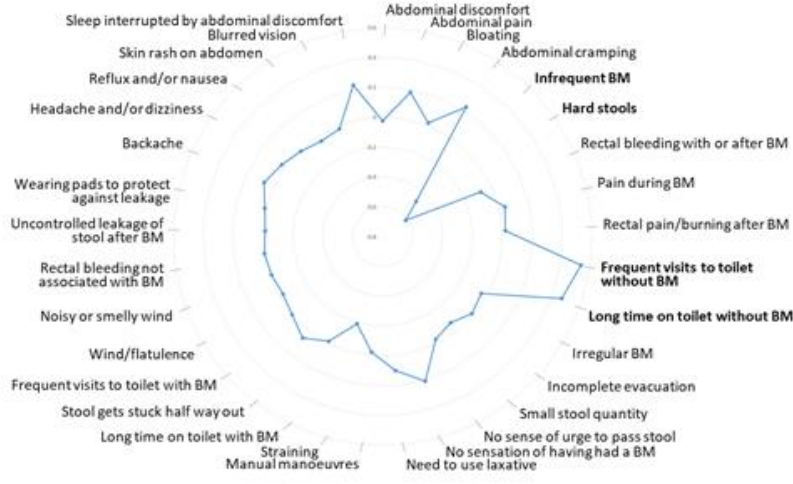 Abdominal discomfort
Abdominal pain
Bloating
Abdominal cramping
Infrequent BM
Hard stools
Rectal bleeding with or after BM
Pain during BM
Rectal pain/burning after BM
Frequent visits to toilet
without BM
Long time on toilet without BM
Irregular BM
Incomplete evacuation
Small stool quantity
No sense of urge to pass stool
No sensation of having had a BM
Need to use laxative
Manual manoeuvres
Straining
Long time on toilet with BM
Stool gets stuck half way out
Frequent visits to toilet with BM
Wind/flatulence
Noisy or smelly wind
Rectal bleeding not
associated with BM
Uncontrolled leakage of
stool after BM
Wearing pads to protect
against leakage
Backache
Headache and/or dizziness
Reflux and/or nausea
Skin rash on abdomen
Blurred vision
Sleep interrupted by abdominal discomfort